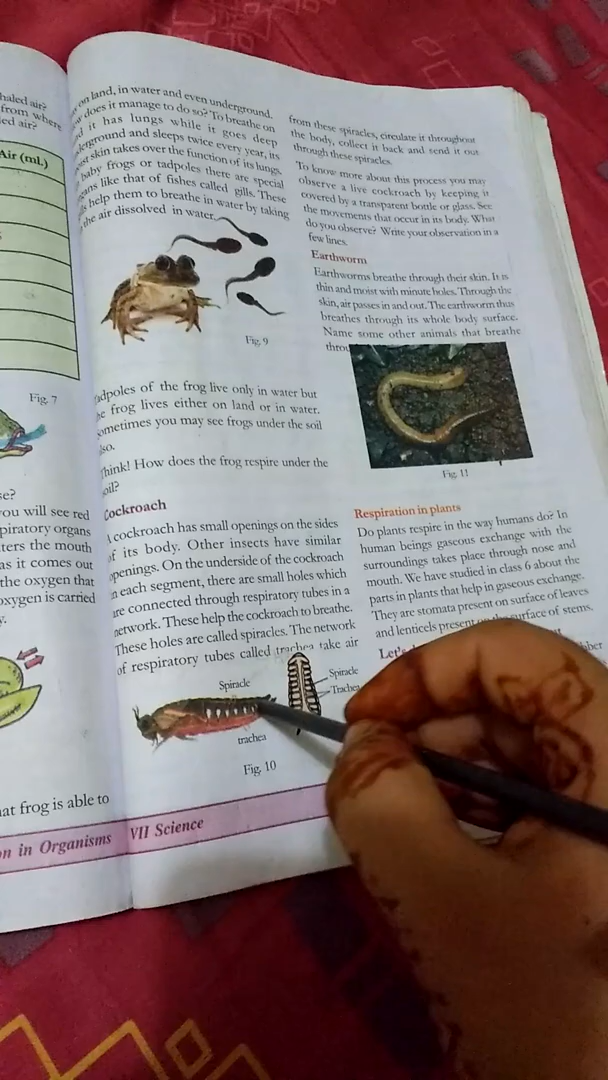 haled air?
from where
ed air?
Air (ml.)
Fig. 7
se?
ou will see red
piratory organs
ters the mouth
as it comes out
the oxygen that
oxygen is carried
y.
at frog is able to
n in Organisms VII Science
on land, in water and even underground.
does it manage to do so? To breathe on
it has lungs while it goes deep
derground and sleeps twice every year, its
skin takes over the function of its lungs.
baby frogs or tadpoles there are special
ans like that of fishes called gills. These
help them to breathe in water by taking
the air dissolved in water.
Fig. 9
adpoles of the frog live only in water but
he frog lives either on land or in water.
ometimes you may see frogs under the soil
lso.
Think! How does the frog respire under the
soil?
Cockroach
A cockroach has small openings on the sides
of its body. Other insects have similar
openings. On the underside of the cockroach
in each segment, there are small holes which
are connected through respiratory tubes in a
network. These help the cockroach to breathe.
These holes are called spiracles. The network
of respiratory tubes called trachea take air
Spiracle
trachea
Spiracle
Trachea
Fig. 10
from these spiracles, circulate it throughout
the body, collect it back and send it out
through these spiracles.
To know more about this process you may
observe a live cockroach by keeping it
covered by a transparent bottle or glass. See
the movements that occur in its body. What
do you observe? Write your observation in a
few lines.
Earthworm
Earthworms breathe through their skin. It is
thin and moist with minute holes. Through the
skin, air passes in and out. The earthworm thus
breathes through its whole body surface.
Name some other animals that breathe
throu
Fig. 11
Respiration in plants
Do plants respire in the way humans do? In
human beings gaseous exchange with the
surroundings takes place through nose and
mouth. We have studied in class 6 about the
parts in plants that help in gaseous exchange.
They are stomata present on surface of leaves
and lenticels present on the surface of stems.
Let's